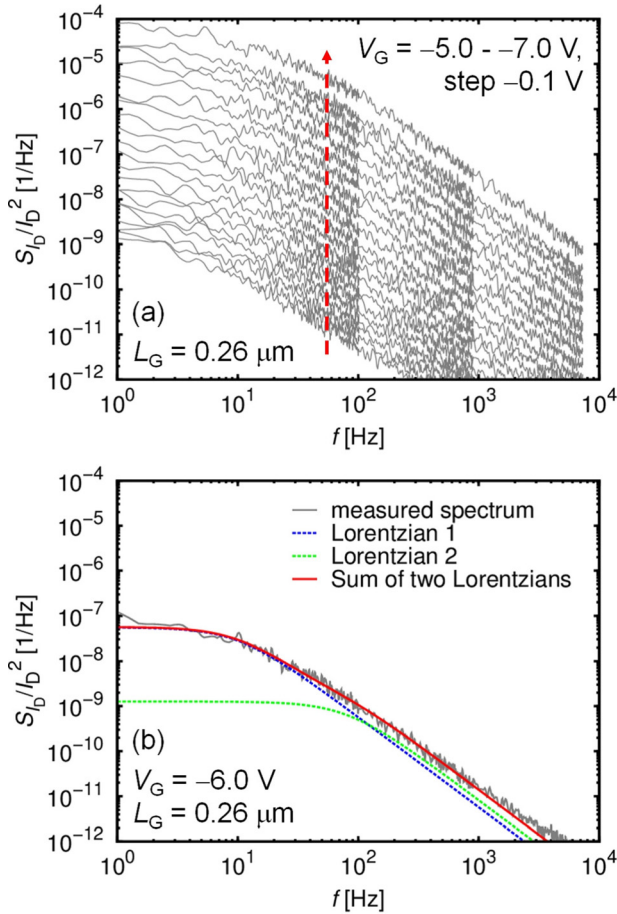 10⁻⁴
10⁻⁵
10⁻⁶
10⁻⁷
10⁻⁸
10⁻⁹
10⁻¹⁰
10⁻¹¹
10⁻¹²
S_{I_D}/I_D² [1/Hz]
V_G = −5.0 - −7.0 V,
step −0.1 V
(a)
L_G = 0.26 μm
10⁰ 10¹ 10² 10³ 10⁴
f [Hz]
10⁻⁴
10⁻⁵
10⁻⁶
10⁻⁷
10⁻⁸
10⁻⁹
10⁻¹⁰
10⁻¹¹
10⁻¹²
S_{I_D}/I_D² [1/Hz]
measured spectrum
Lorentzian 1
Lorentzian 2
Sum of two Lorentzians
(b)
V_G = −6.0 V
L_G = 0.26 μm
10⁰ 10¹ 10² 10³ 10⁴
f [Hz]